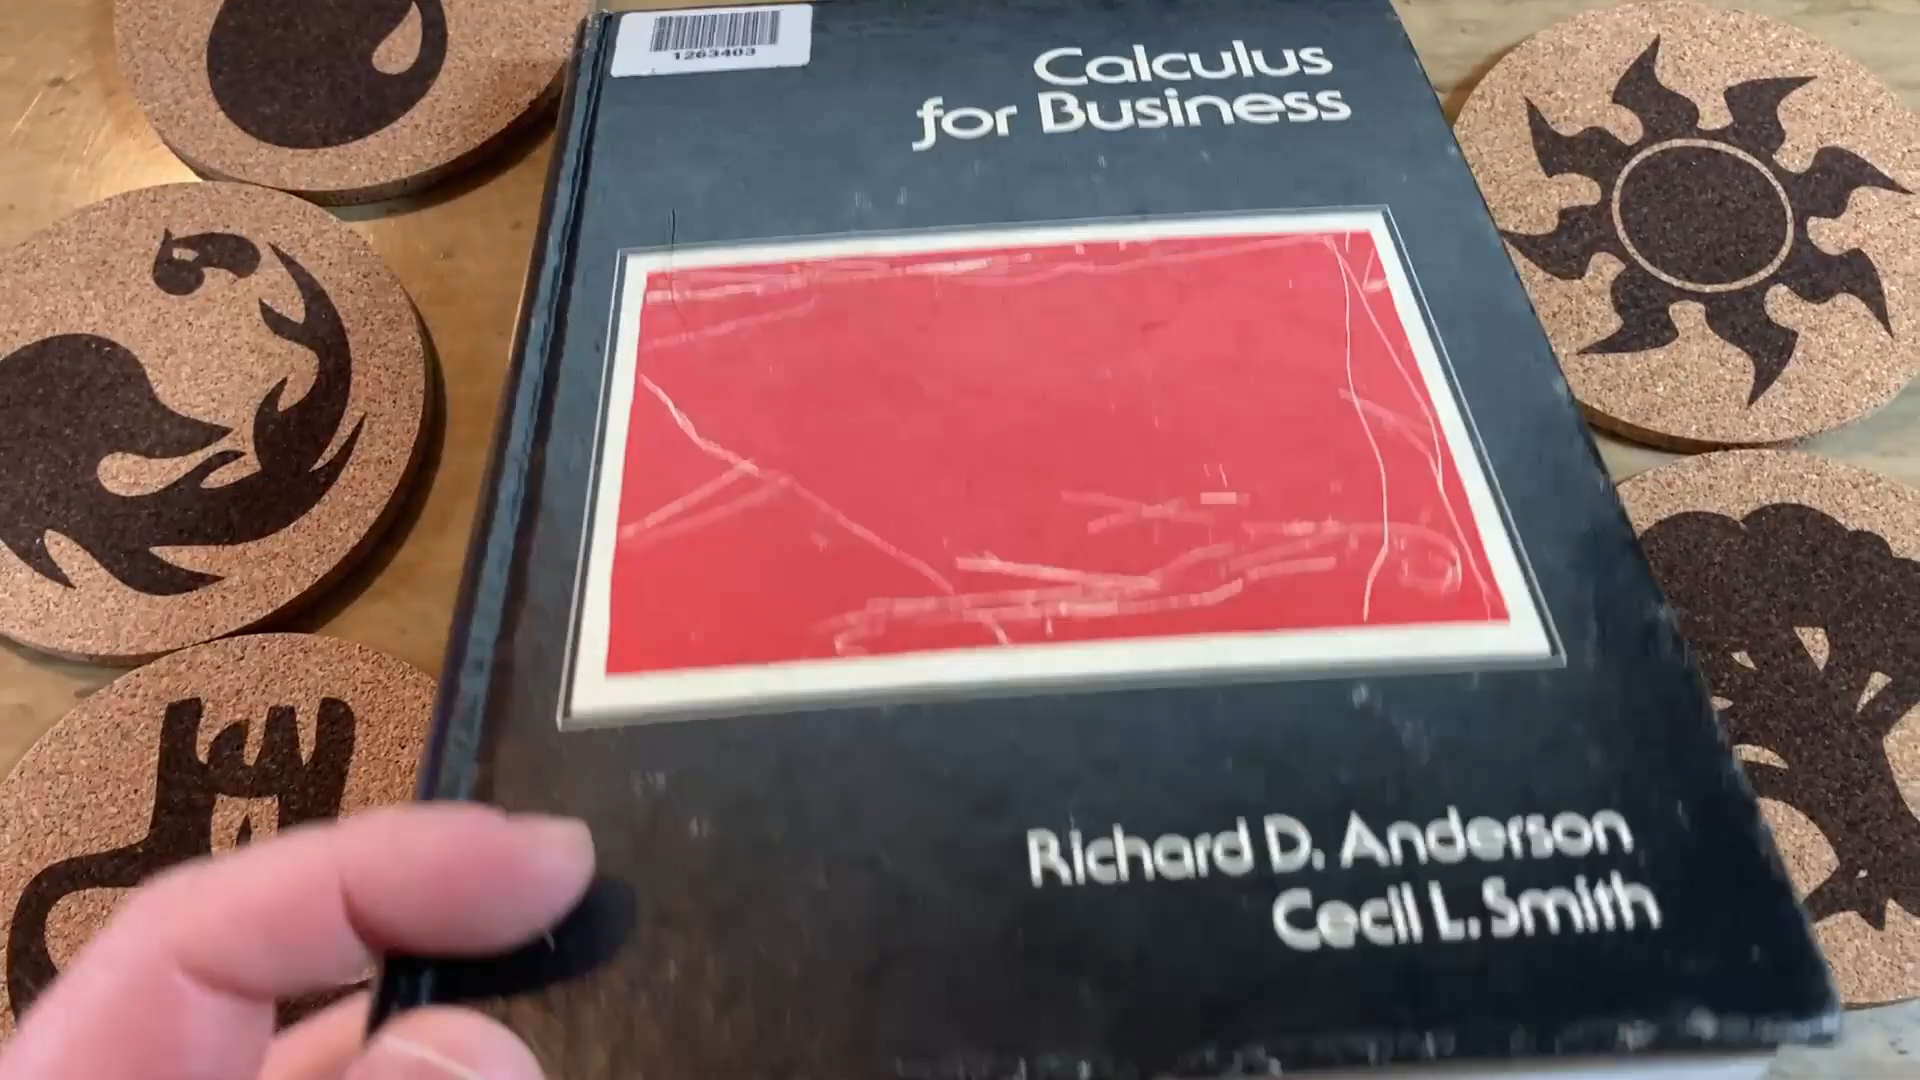 1263403
Calculus
for Business
Richard D. Anderson
Cecil L. Smith